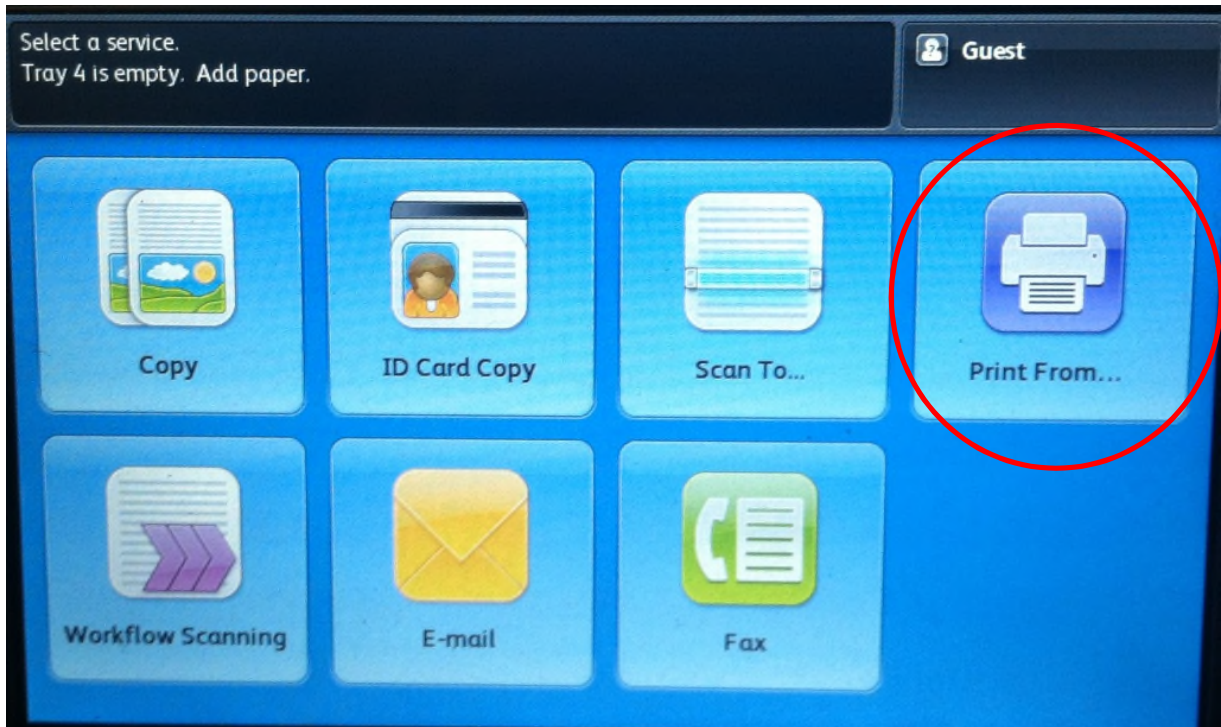 Select a service.
Tray 4 is empty. Add paper.
Guest
Copy
ID Card Copy
Scan To...
Print From...
Workflow Scanning
E-mail
Fax